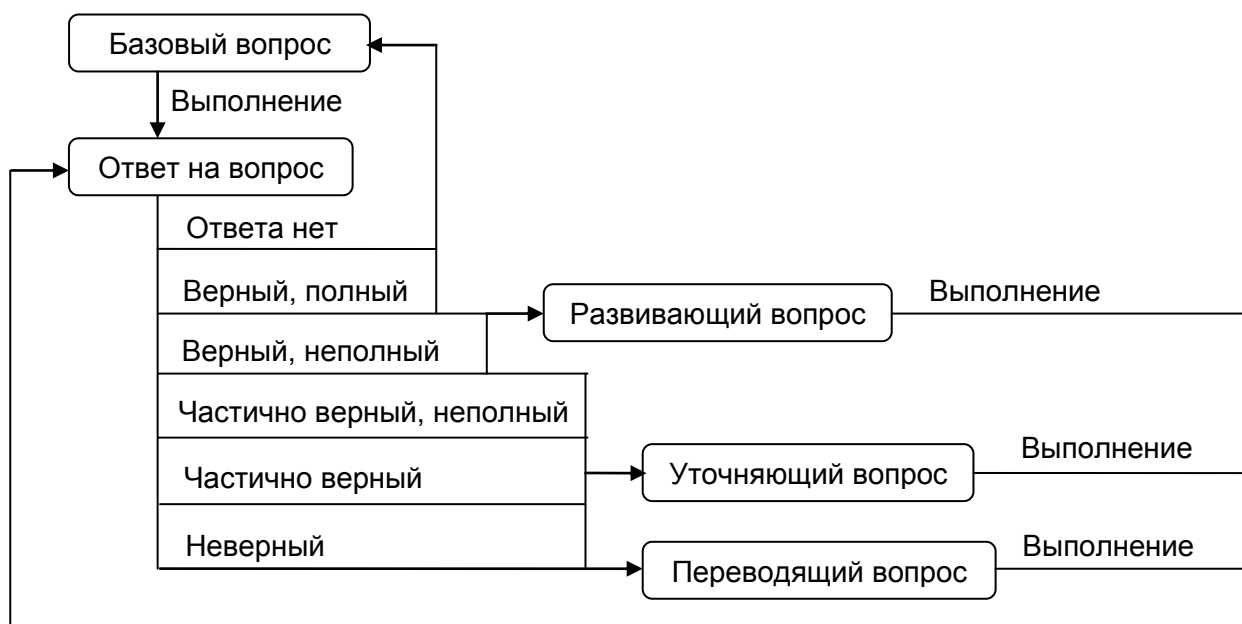 Базовый вопрос
Выполнение
Ответ на вопрос
Ответа нет
Верный, полный
Развивающий вопрос
Выполнение
Верный, неполный
Частично верный, неполный
Частично верный
Уточняющий вопрос
Выполнение
Неверный
Переводящий вопрос
Выполнение